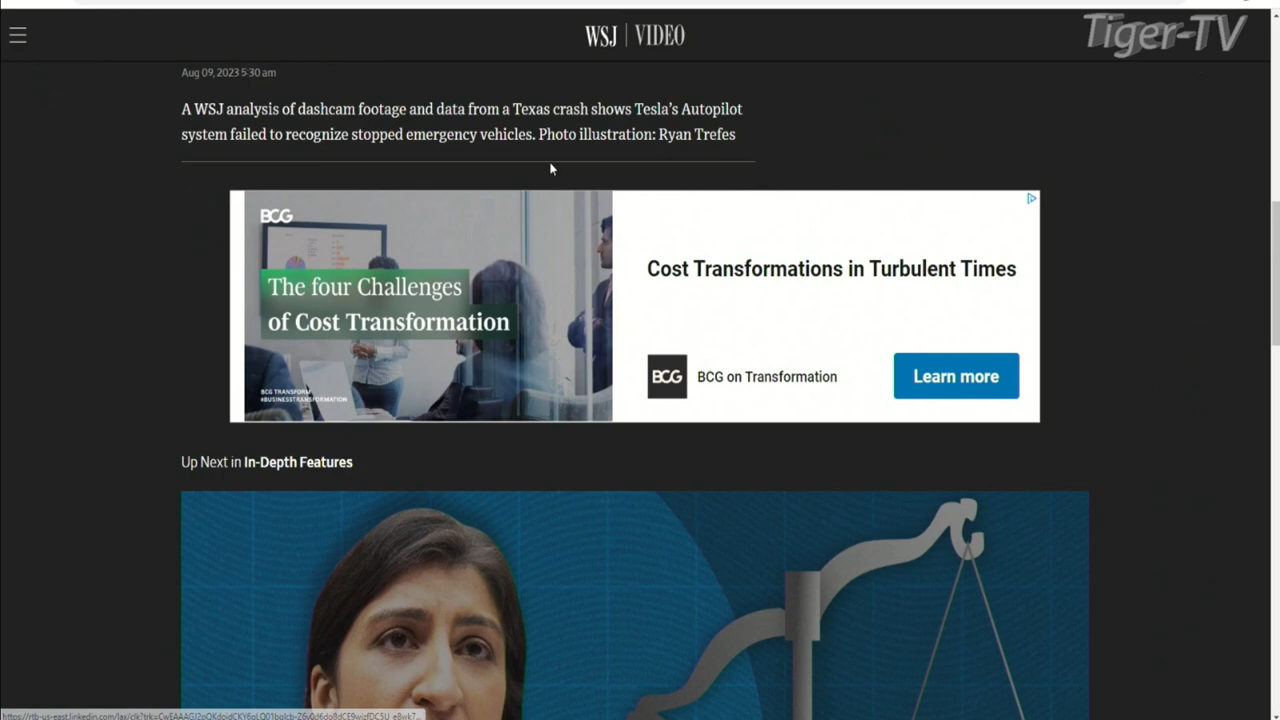 WSJ | VIDEO
Tiger-TV
Aug 09, 2023 5:30 am
A WSJ analysis of dashcam footage and data from a Texas crash shows Tesla's Autopilot
system failed to recognize stopped emergency vehicles. Photo illustration: Ryan Trefes
BCG
The four Challenges
of Cost Transformation
BCG TRANSFORM
#BUSINESSTRANSFORMATION
Cost Transformations in Turbulent Times
BCG
BCG on Transformation
Learn more
Up Next in In-Depth Features